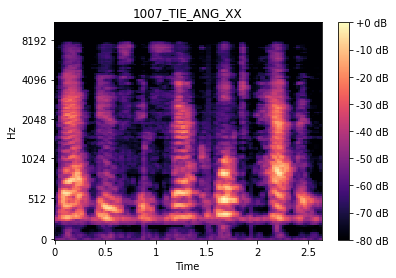 1007_TIE_ANG_XX
8192
4096
2048
1024
512
0
Hz
0
0.5
1
1.5
2
2.5
Time
+0 dB
-10 dB
-20 dB
-30 dB
-40 dB
-50 dB
-60 dB
-70 dB
-80 dB